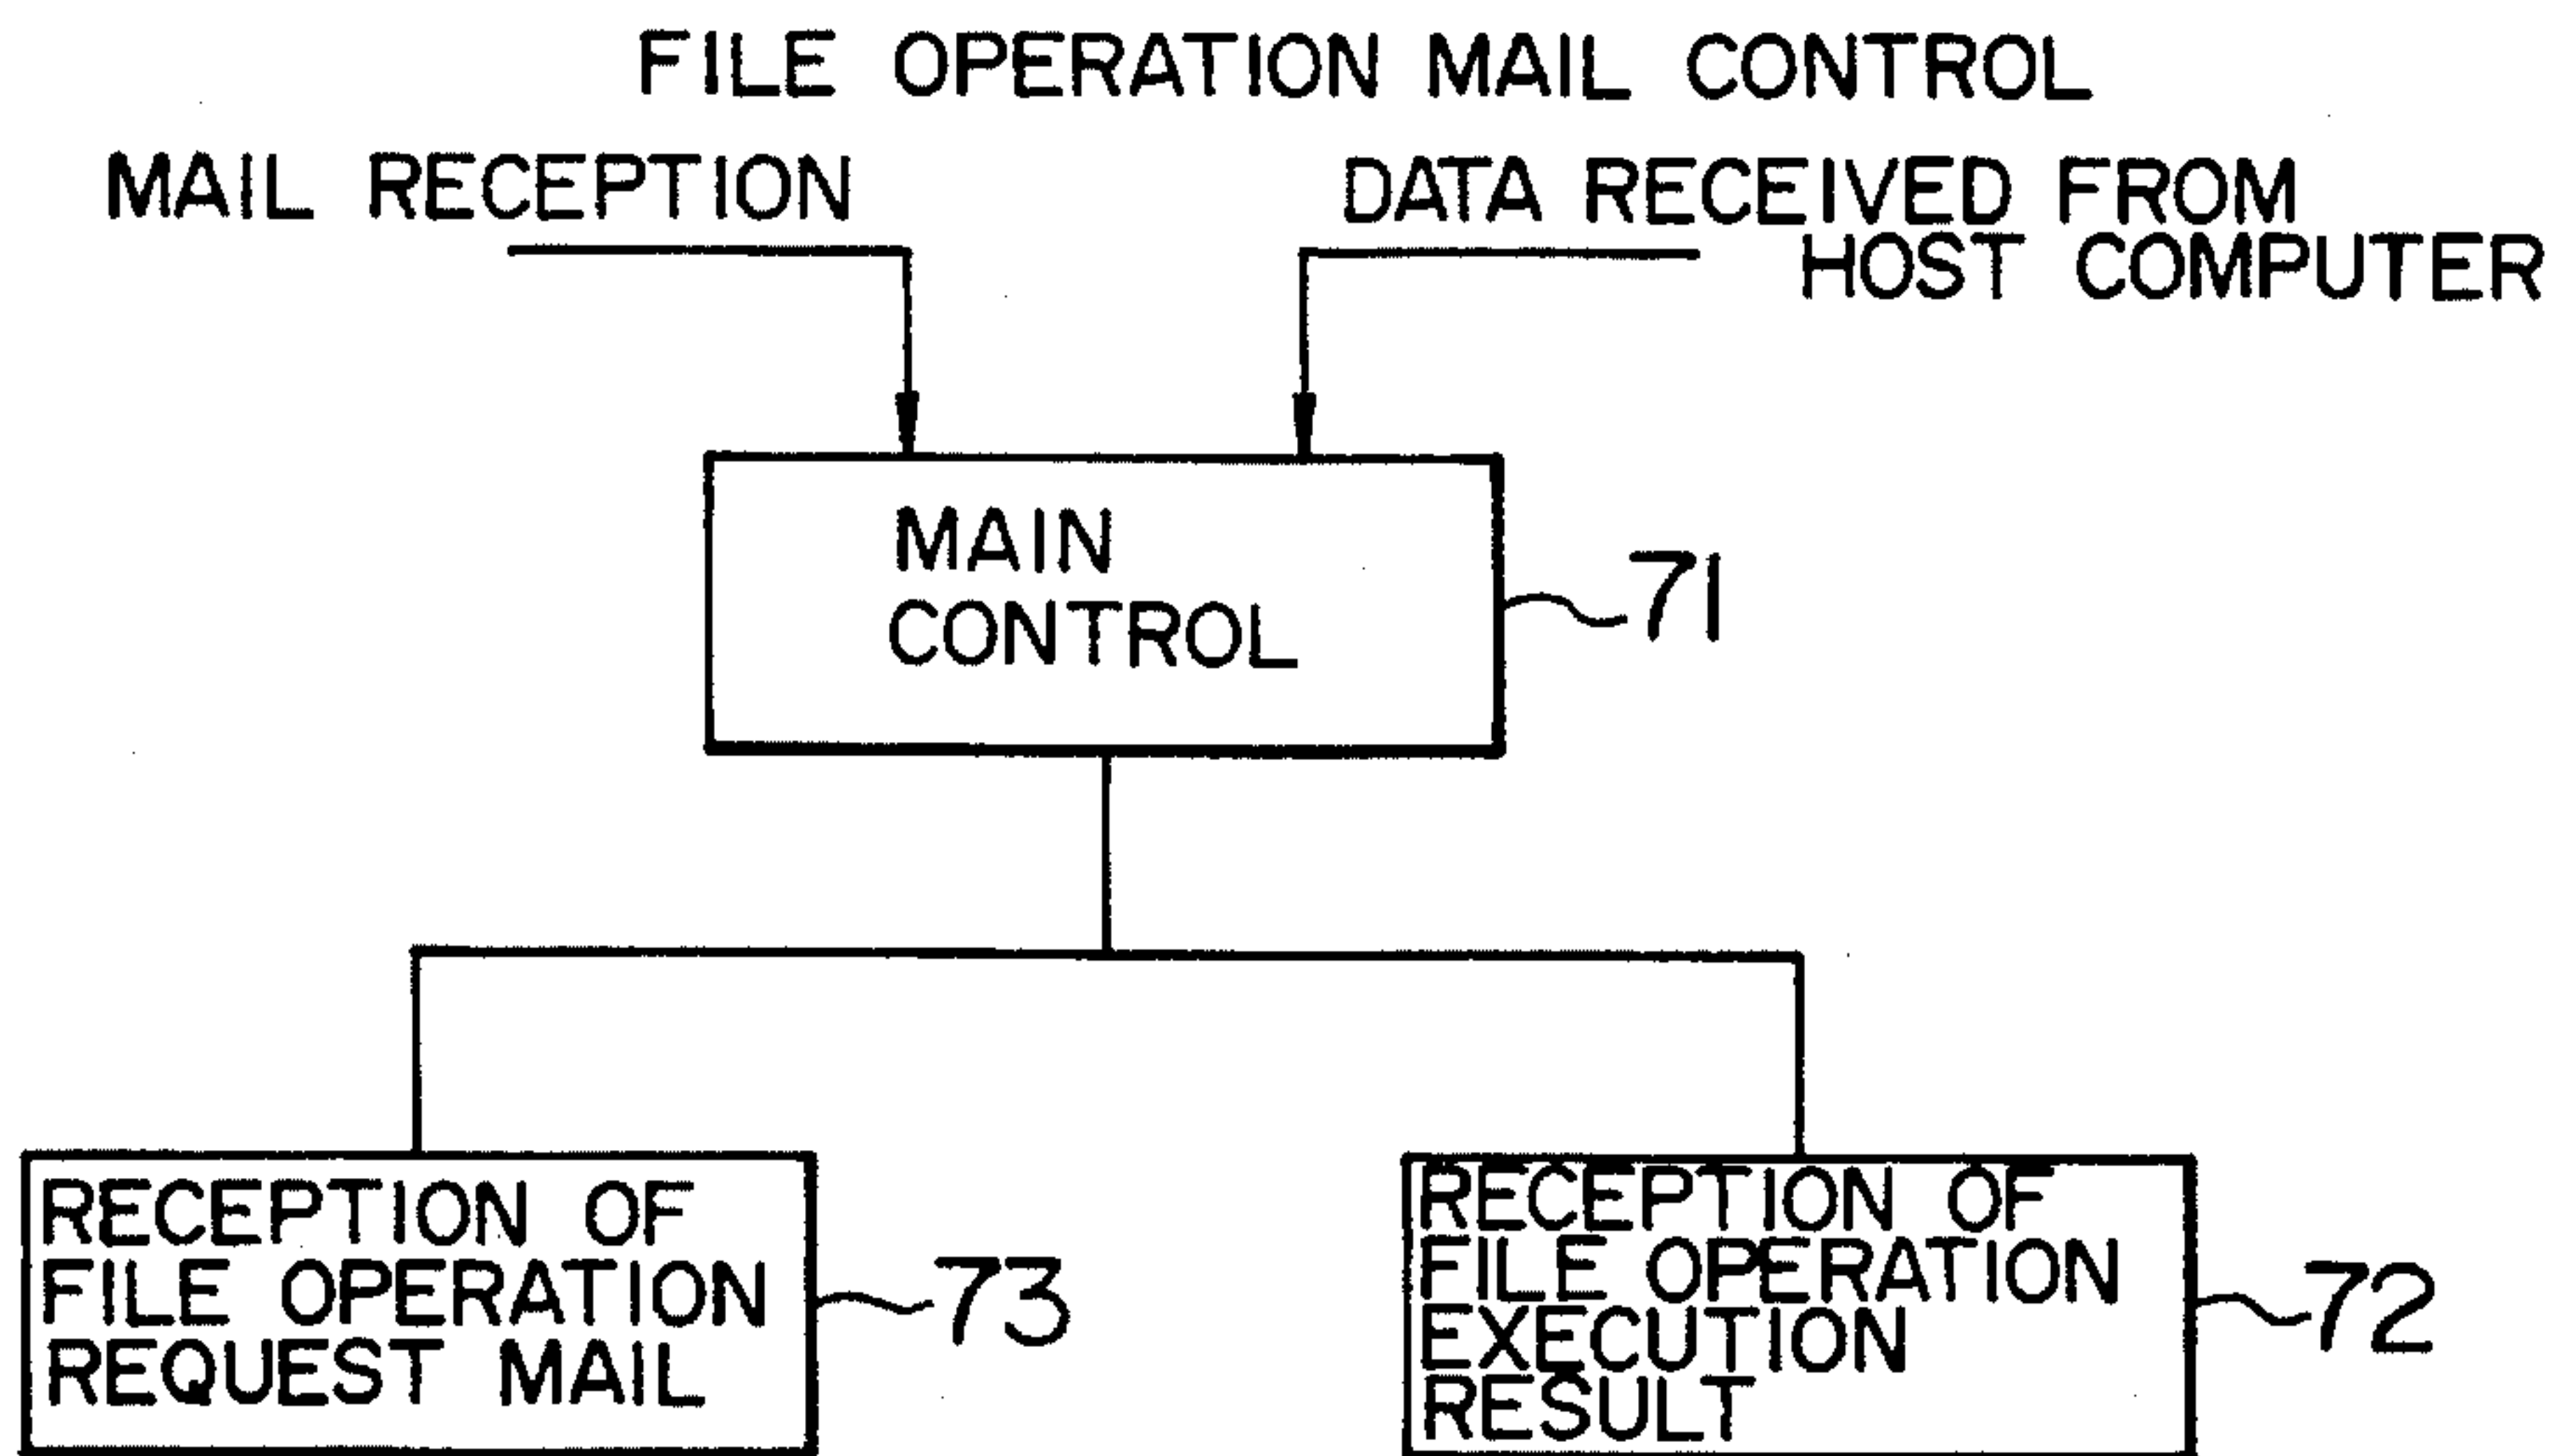 FILE OPERATION MAIL CONTROL
MAIL RECEPTION
DATA RECEIVED FROM
HOST COMPUTER
MAIN
CONTROL
71
RECEPTION OF
FILE OPERATION
REQUEST MAIL
73
RECEPTION OF
FILE OPERATION
EXECUTION
RESULT
72